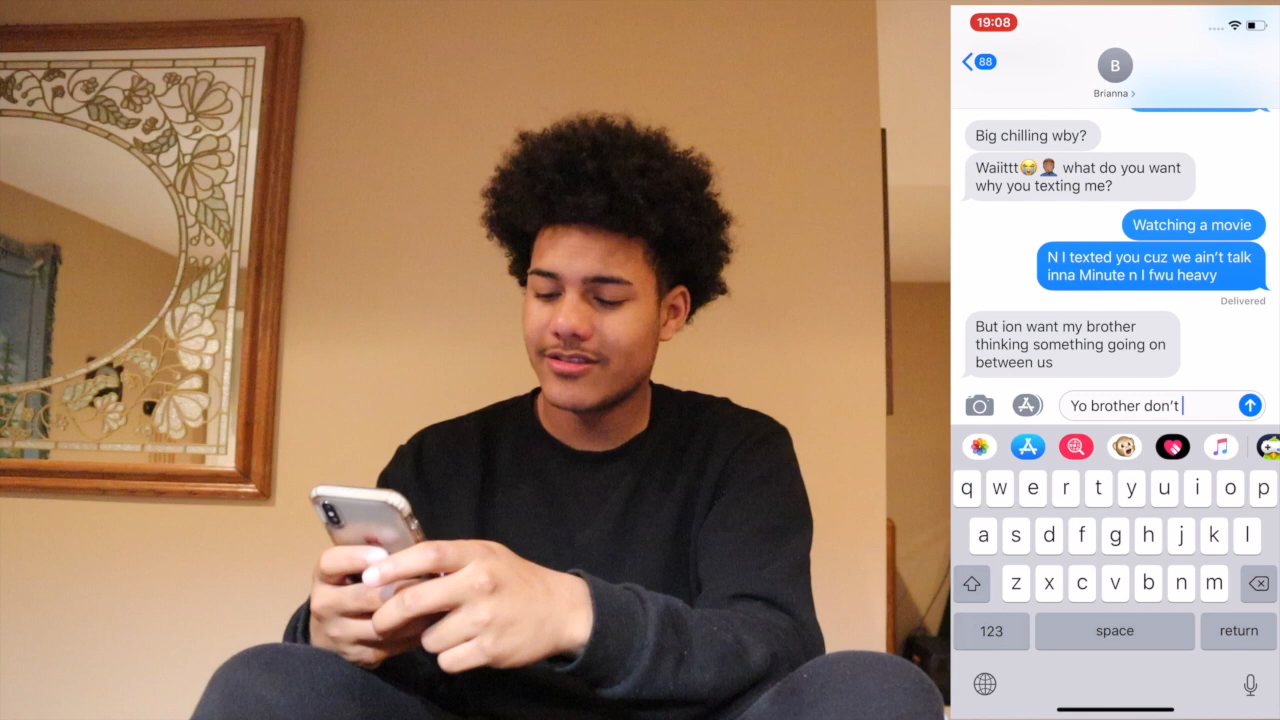 19:08
88
B
Brianna >
Big chilling wby?
Waiittt😭🤦🏽‍♂️ what do you want
why you texting me?
Watching a movie
N I texted you cuz we ain't talk
inna Minute n I fwu heavy
Delivered
But ion want my brother
thinking something going on
between us
Yo brother don't
q w e r t y u i o p
a s d f g h j k l
z x c v b n m
123 space return